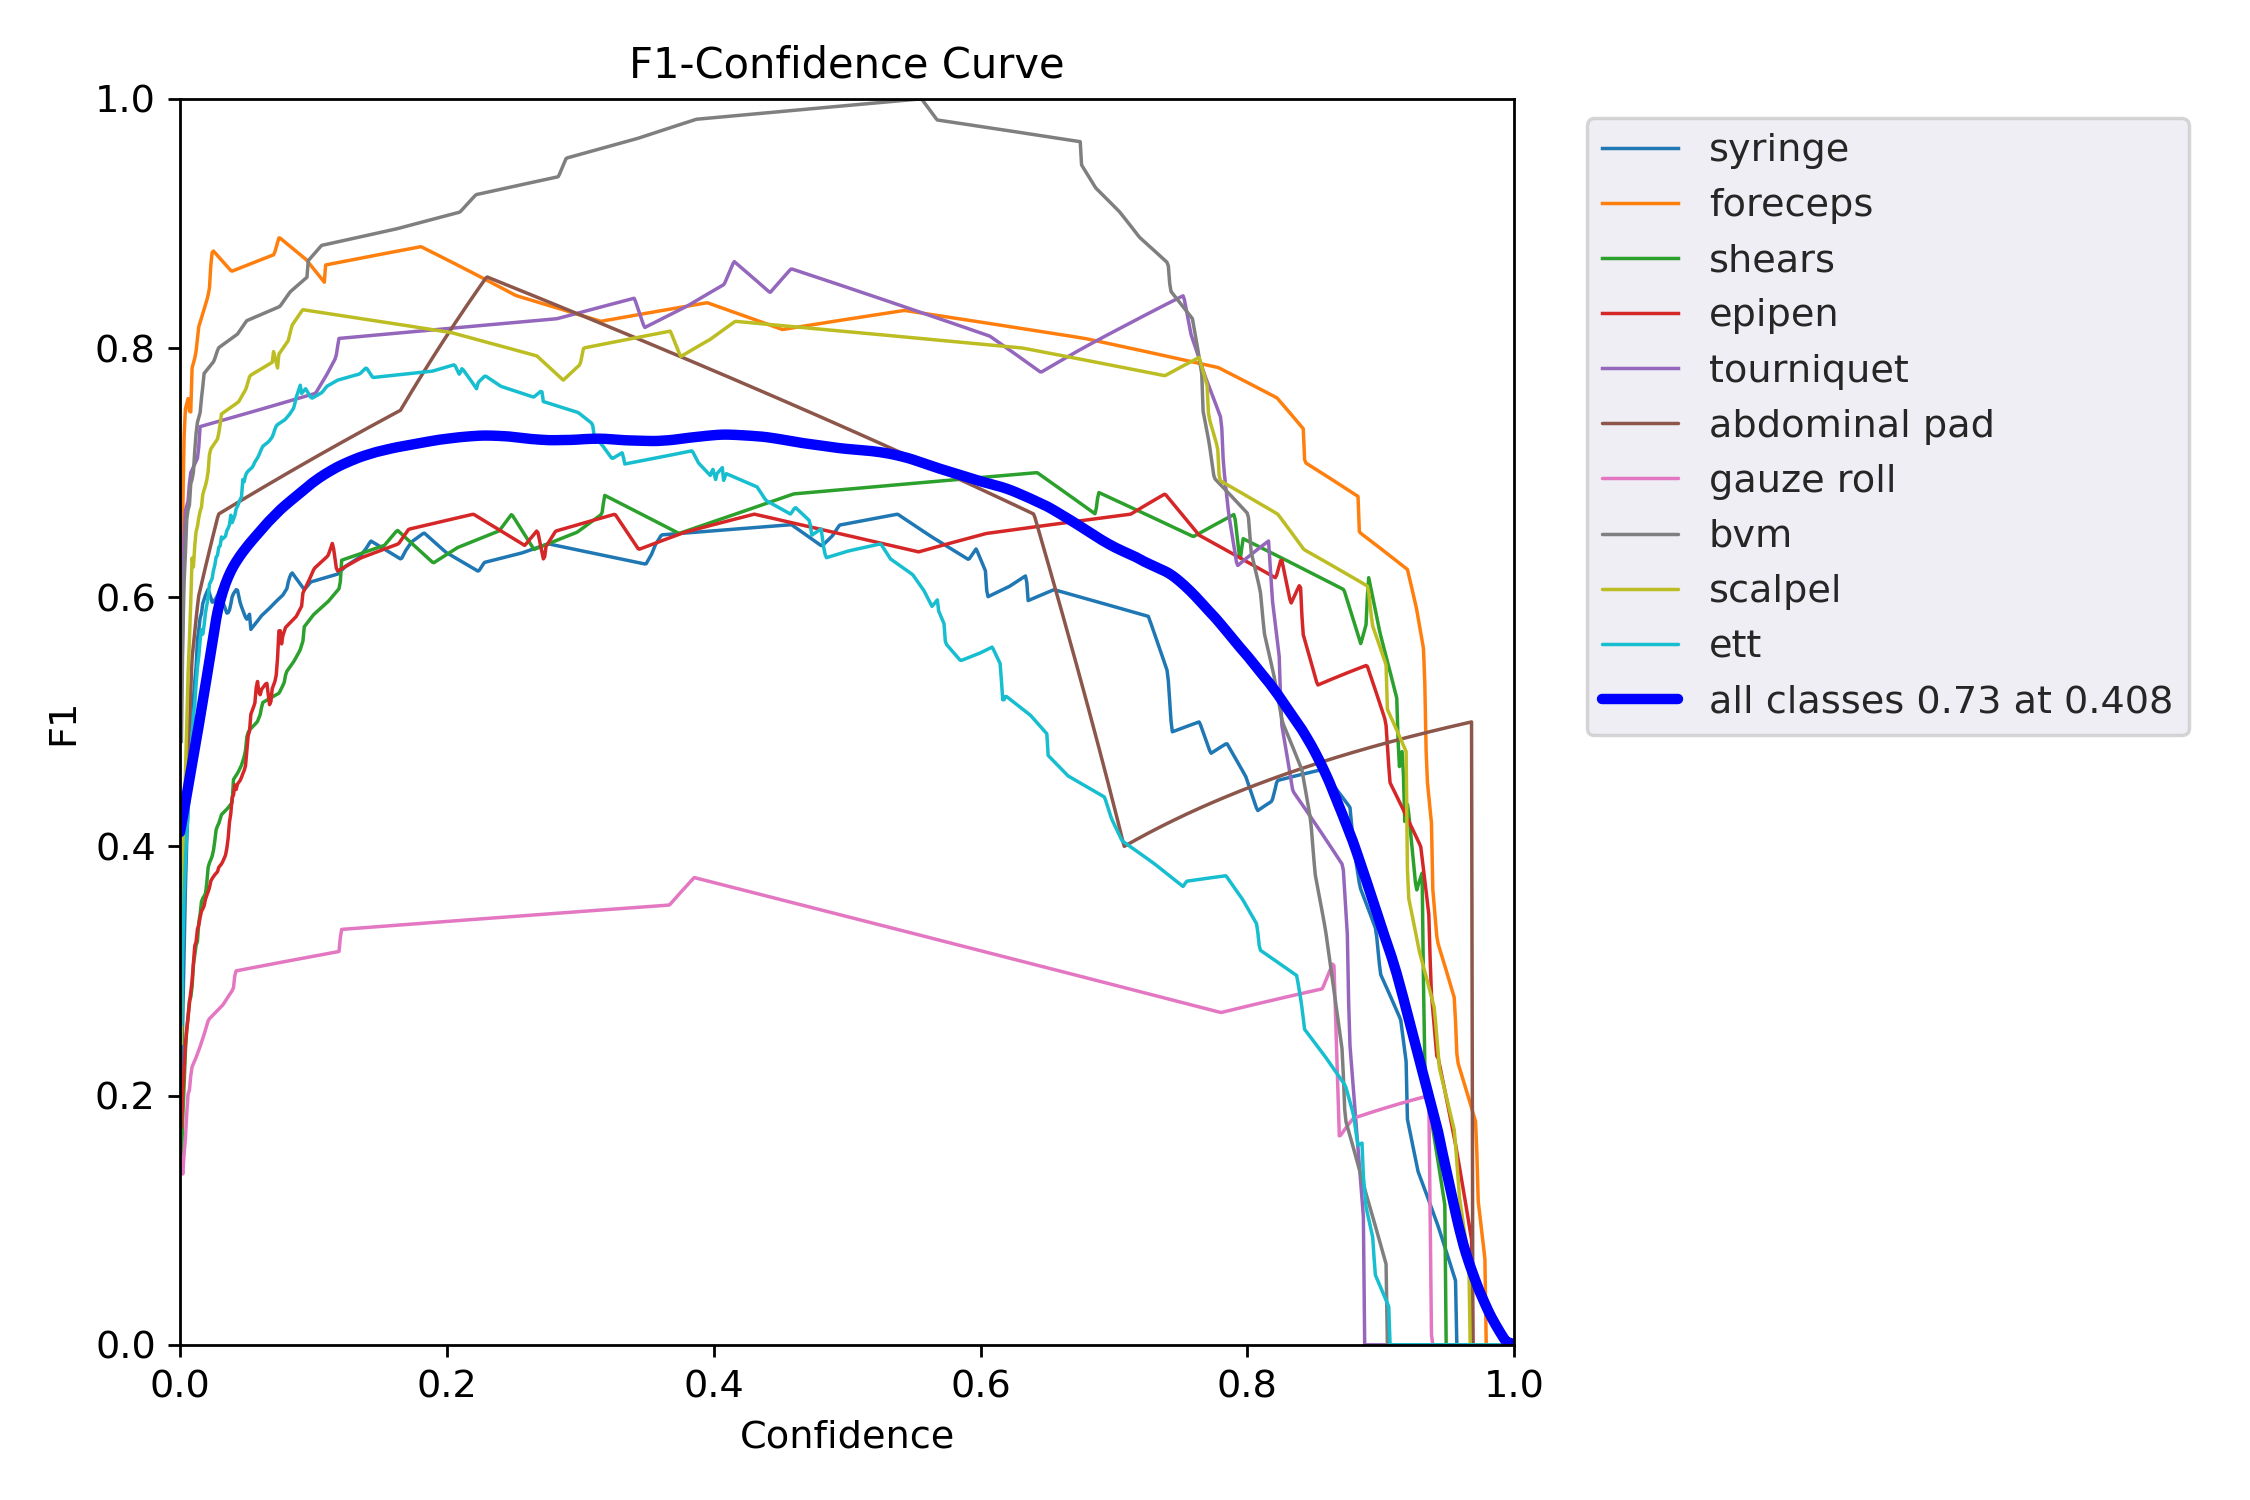 F1-Confidence Curve
1.0
0.8
0.6
0.4
0.2
0.0
F1
0.0 0.2 0.4 0.6 0.8 1.0
Confidence
syringe
foreceps
shears
epipen
tourniquet
abdominal pad
gauze roll
bvm
scalpel
ett
all classes 0.73 at 0.408